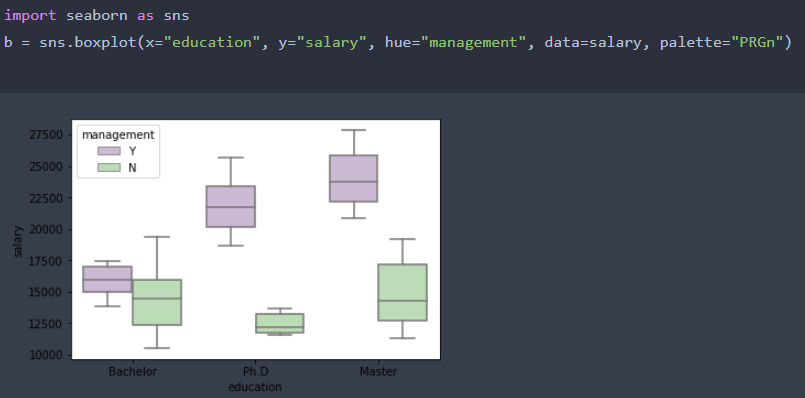 import seaborn as sns
b = sns.boxplot(x="education", y="salary", hue="management", data=salary, palette="PRGn")
management
Y
N
27500
25000
22500
20000
17500
15000
12500
10000
salary
Bachelor Ph.D Master
education